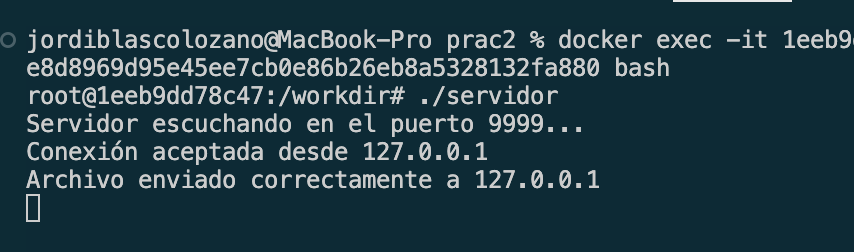 jordiblascolozano@MacBook-Pro prac2 % docker exec -it 1eeb9
e8d8969d95e45ee7cb0e86b26eb8a5328132fa880 bash
root@1eeb9dd78c47:/workdir# ./servidor
Servidor escuchando en el puerto 9999...
Conexión aceptada desde 127.0.0.1
Archivo enviado correctamente a 127.0.0.1